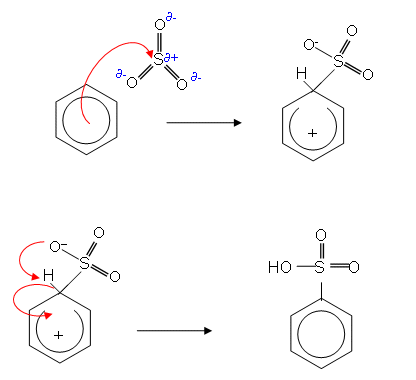 O ∂-
S ∂+
∂- O O ∂-
O- O
S O
H
+
O- O
S O
H
+
O
HO S O